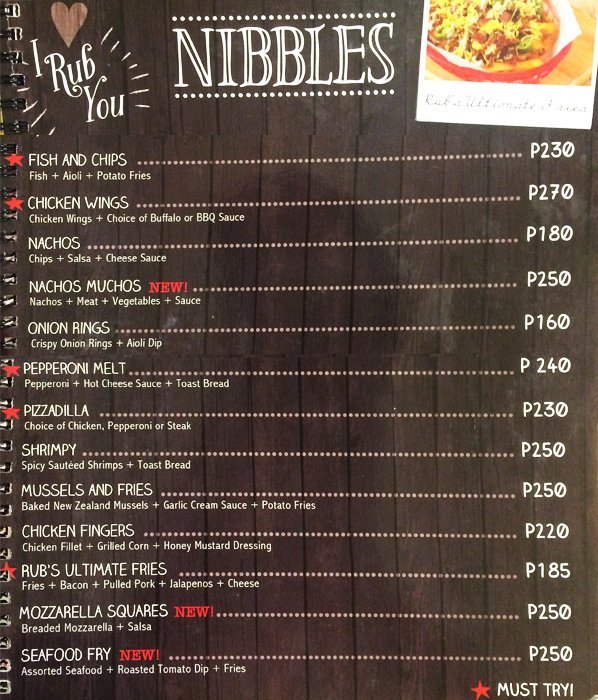 I Rub You
NIBBLES
Rub's Ultimate Fries
FISH AND CHIPS P230
Fish + Aioli + Potato Fries
CHICKEN WINGS P270
Chicken Wings + Choice of Buffalo or BBQ Sauce
NACHOS P180
Chips + Salsa + Cheese Sauce
NACHOS MUCHOS NEW! P250
Nachos + Meat + Vegetables + Sauce
ONION RINGS P160
Crispy Onion Rings + Aioli Dip
PEPPERONI MELT P 240
Pepperoni + Hot Cheese Sauce + Toast Bread
PIZZADILLA P230
Choice of Chicken, Pepperoni or Steak
SHRIMPY P250
Spicy Sautéed Shrimps + Toast Bread
MUSSELS AND FRIES P250
Baked New Zealand Mussels + Garlic Cream Sauce + Potato Fries
CHICKEN FINGERS P220
Chicken Fillet + Grilled Corn + Honey Mustard Dressing
RUB'S ULTIMATE FRIES P185
Fries + Bacon + Pulled Pork + Jalapenos + Cheese
MOZZARELLA SQUARES NEW! P250
Breaded Mozzarella + Salsa
SEAFOOD FRY NEW! P250
Assorted Seafood + Roasted Tomato Dip + Fries
MUST TRY!